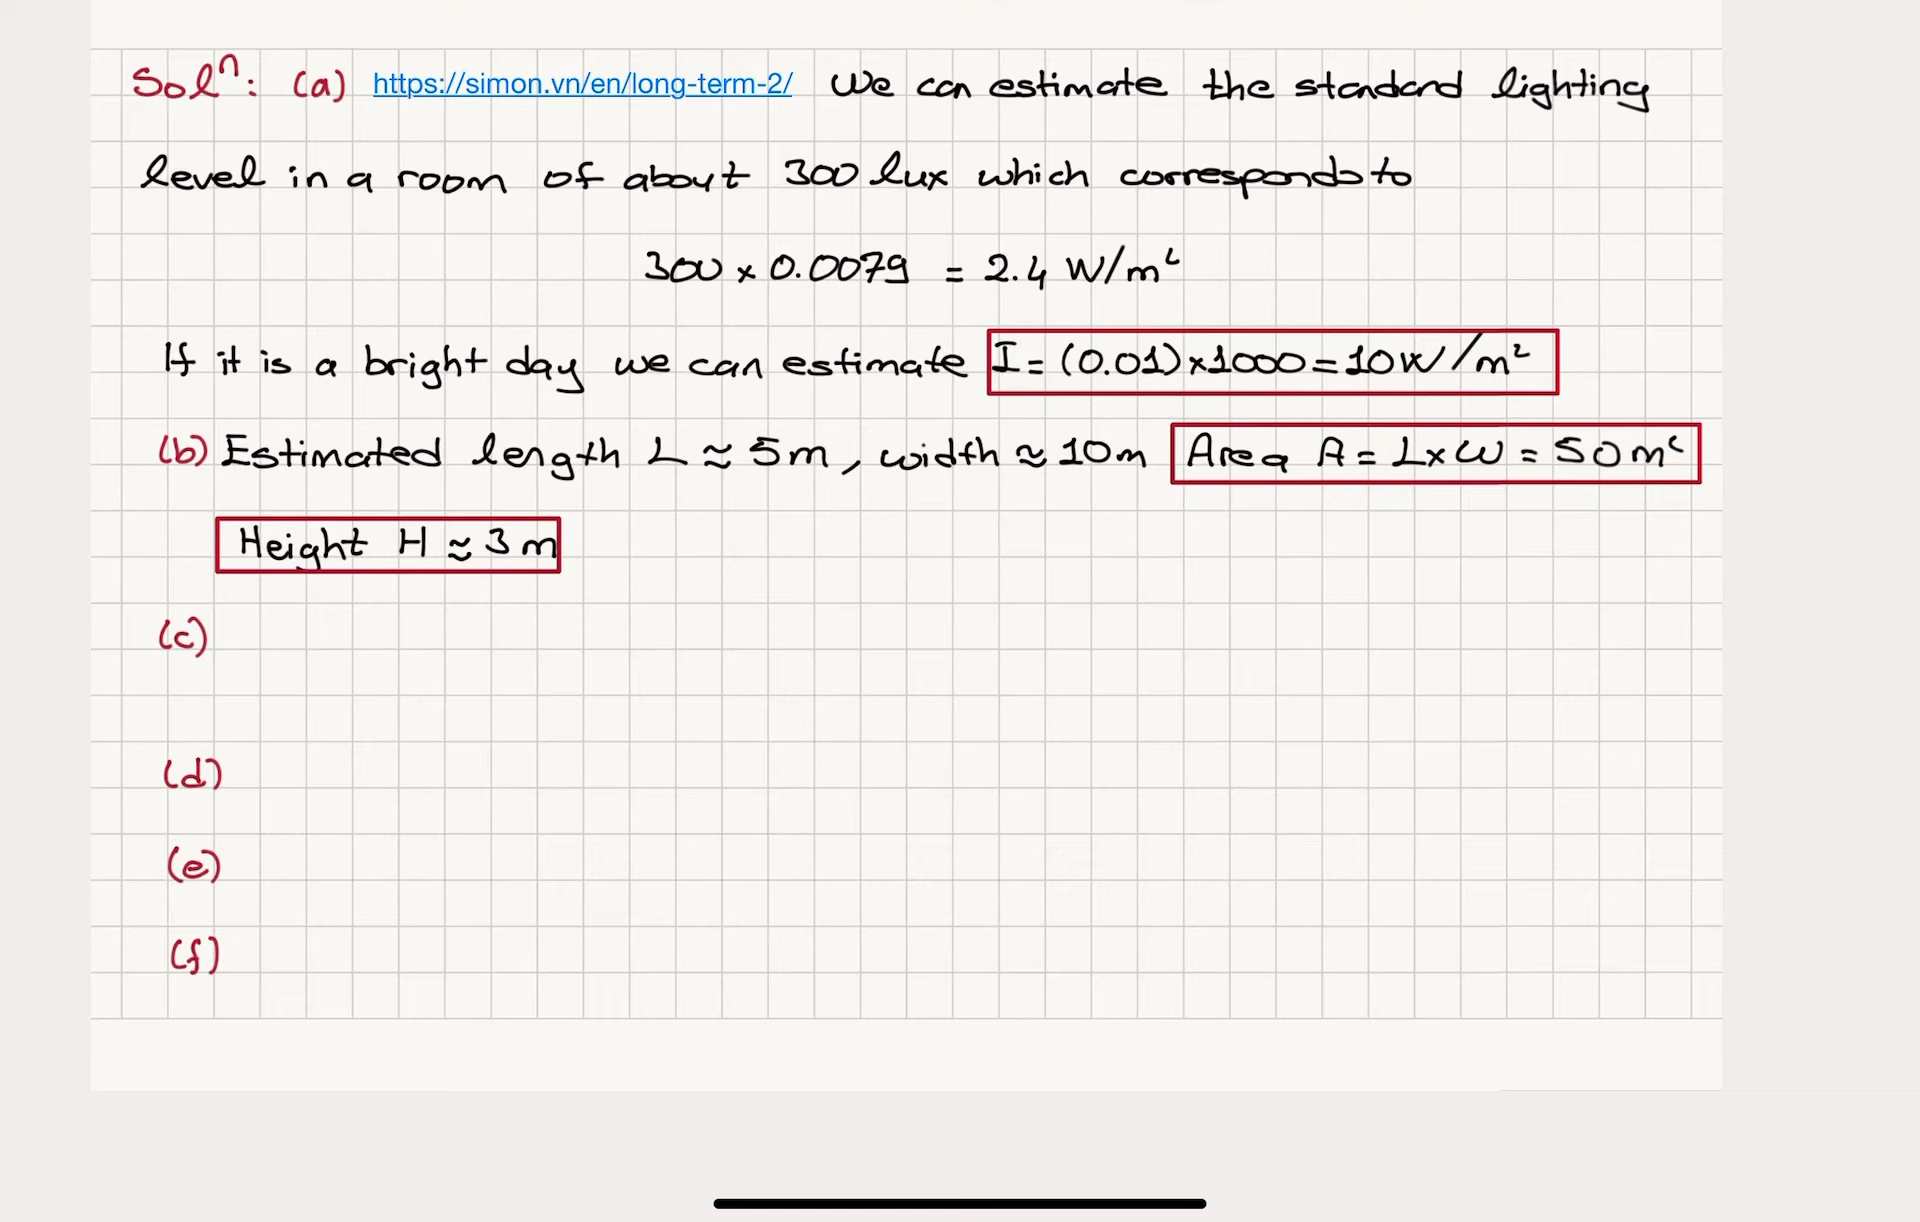 Solⁿ: (a) https://simon.vn/en/long-term-2/ We can estimate the standard lighting
level in a room of about 300 lux which corresponds to
300 × 0.0079 = 2.4 W/m²
If it is a bright day we can estimate I = (0.01)×1000 = 10W/m²
(b) Estimated length L ≈ 5m, width ≈ 10m Area A = L×W = 50m²
Height H ≈ 3m
(c)
(d)
(e)
(f)